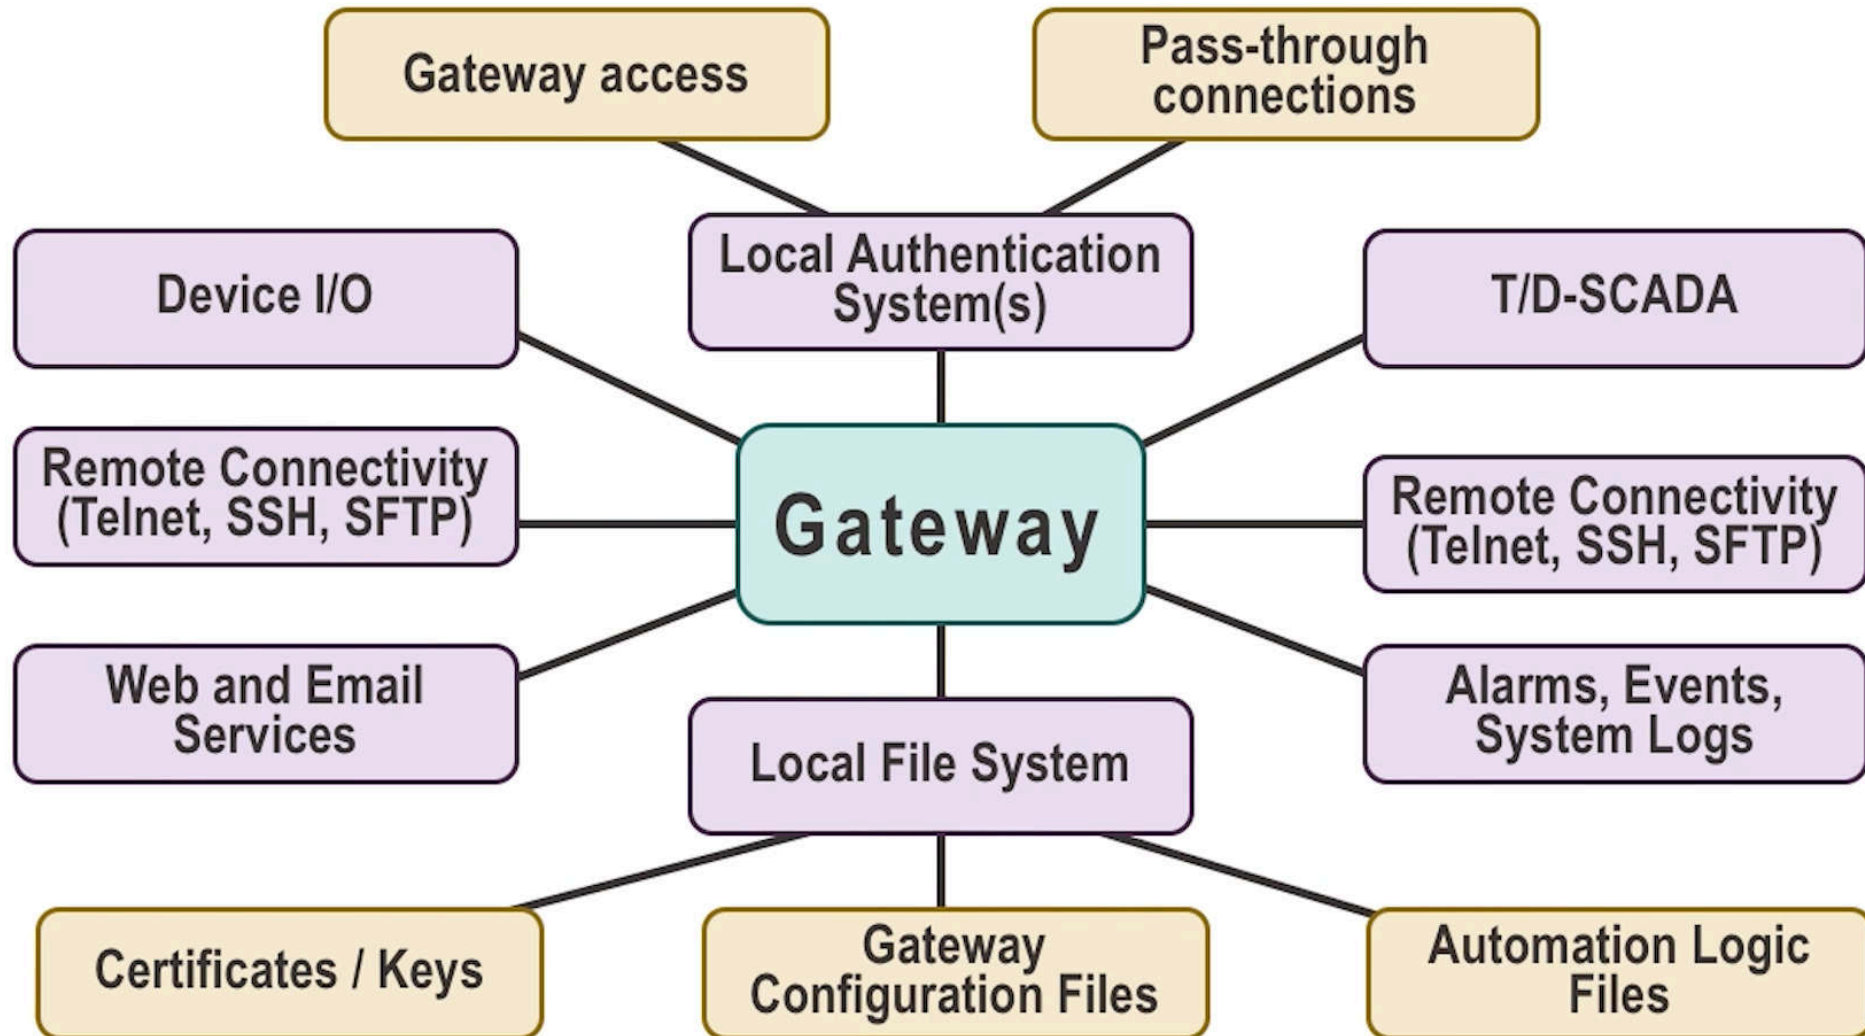 Gateway access
Pass-through
connections
Device I/O
Local Authentication
System(s)
T/D-SCADA
Remote Connectivity
(Telnet, SSH, SFTP)
Gateway
Remote Connectivity
(Telnet, SSH, SFTP)
Web and Email
Services
Local File System
Alarms, Events,
System Logs
Certificates / Keys
Gateway
Configuration Files
Automation Logic
Files